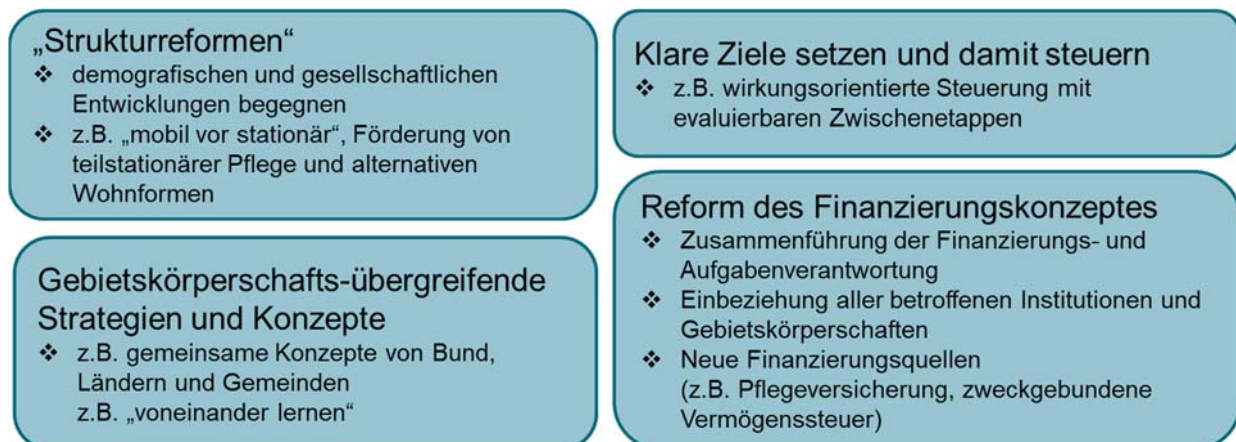 „Strukturreformen“
❖ demografischen und gesellschaftlichen
Entwicklungen begegnen
❖ z.B. „mobil vor stationär“, Förderung von
teilstationärer Pflege und alternativen
Wohnformen
Gebietskörperschafts-übergreifende
Strategien und Konzepte
❖ z.B. gemeinsame Konzepte von Bund,
Ländern und Gemeinden
z.B. „voneinander lernen“
Klare Ziele setzen und damit steuern
❖ z.B. wirkungsorientierte Steuerung mit
evaluierbaren Zwischenetappen
Reform des Finanzierungskonzeptes
❖ Zusammenführung der Finanzierungs- und
Aufgabenverantwortung
❖ Einbeziehung aller betroffenen Institutionen und
Gebietskörperschaften
❖ Neue Finanzierungsquellen
(z.B. Pflegeversicherung, zweckgebundene
Vermögenssteuer)